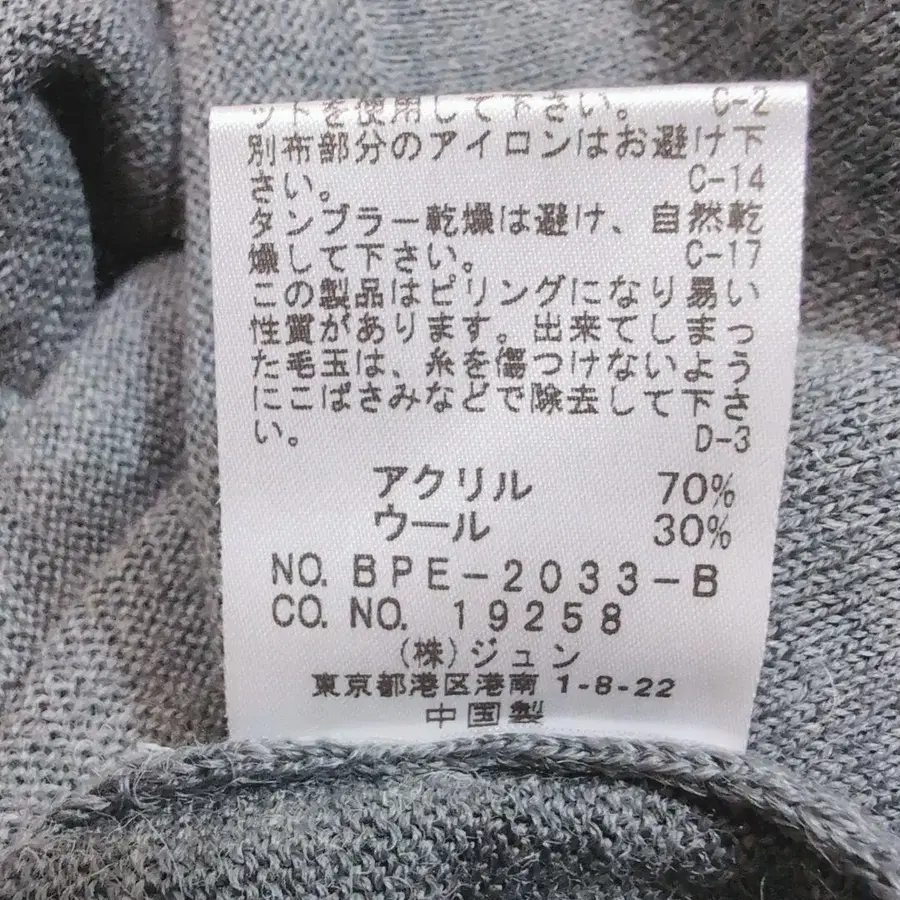 ットを使用して下さい。 C-2
別布部分のアイロンはお避け下
さい。 C-14
タンブラー乾燥は避け、自然乾
燥して下さい。 C-17
この製品はピリングになり易い
性質があります。出来てしまっ
た毛玉は、糸を傷つけないよう
にこばさみなどで除去して下さ
い。 D-3
アクリル 70%
ウール 30%
NO. BPE-2033-B
CO. NO. 19258
(株)ジュン
東京都港区港南 1-8-22
中国製